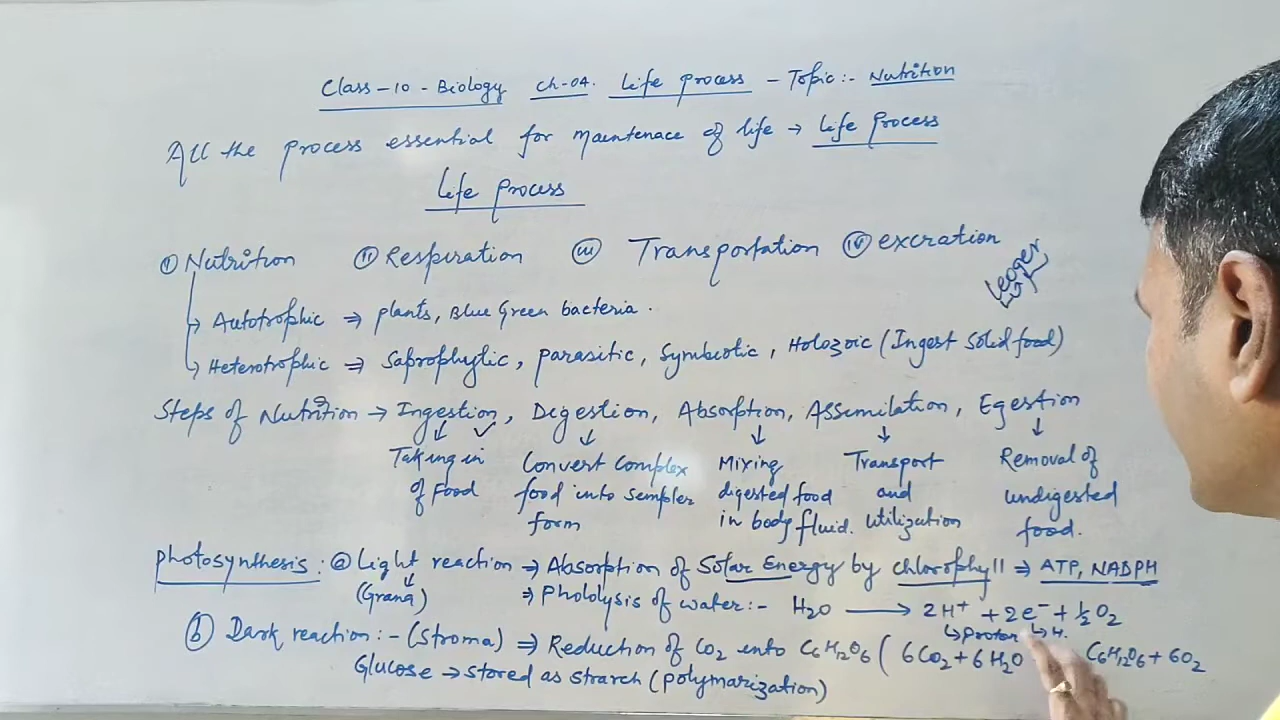 Class-10 - Biology Ch-04. Life process - Topic:- Nutrition
All the process essential for maintenace of life → Life process
Life process
(i) Nutrition (ii) Respiration (iii) Transportation (iv) excration
→ Autotrophic ⇒ plants, Blue Green bacteria.
→ Heterotrophic ⇒ Saprophytic, parasitic, Symbiotic, Holozoic (Ingest solid food)
Steps of Nutrition → Ingestion, Digestion, Absorption, Assimilation, Egestion
↓ ✓ ↓ ↓ ↓ ↓
Taking in Convert Complex Mixing Transport Removal of
of Food food into sempler digested food and undigested
form in body fluid. utilization food.
photosynthesis: (a) Light reaction → Absorption of Solar Energy by chlorophyll ⇒ ATP, NADPH
(Grana) ⇒ Phololysis of water:- H₂O → 2H⁺ + 2e⁻ + ½O₂
(b) Dark reaction:- (stroma) ⇒ Reduction of CO₂ into C₆H₁₂O₆ ( 6CO₂ + 6H₂O C₆H₁₂O₆ + 6O₂
Glucose → stored as starch (polymarization)